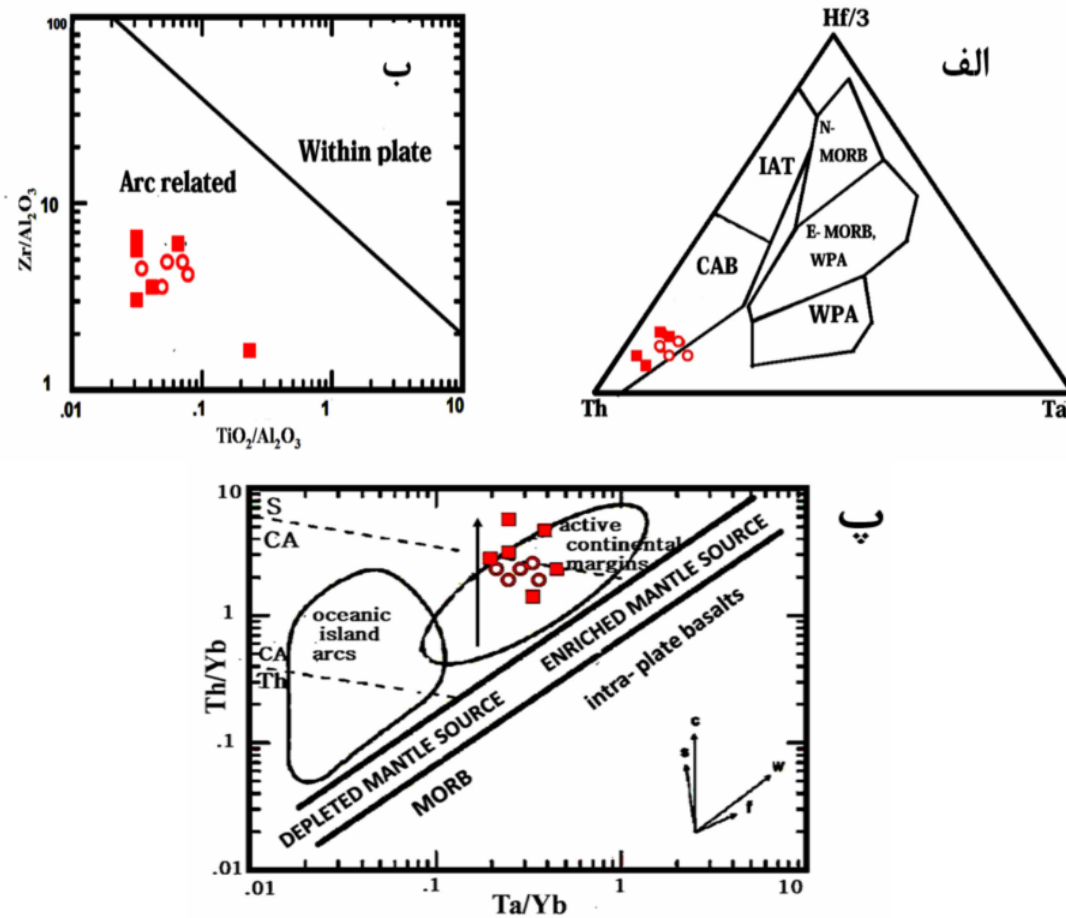 ب
100
10
1
Zr/Al₂O₃
Arc related
Within plate
.01
.1
1
10
TiO₂/Al₂O₃
الف
Hf/3
N-
MORB
IAT
E- MORB,
WPA
CAB
WPA
Th
Ta
پ
10
1
.1
.01
Th/Yb
S
CA
CA
Th
oceanic
island
arcs
active
continental
margins
ENRICHED MANTLE SOURCE
DEPLETED MANTLE SOURCE
intra- plate basalts
MORB
c
s
w
f
.01
.1
1
10
Ta/Yb